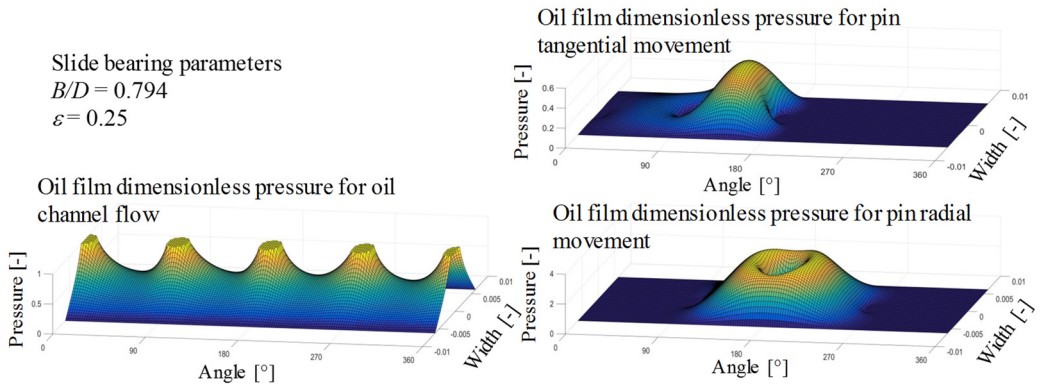 Slide bearing parameters
B/D = 0.794
ε = 0.25
Oil film dimensionless pressure for pin
tangential movement
Pressure [-]
0.6
0.4
0.2
0
0
90
180
270
360
Angle [°]
0.01
0
-0.01
Width [-]
Oil film dimensionless pressure for oil
channel flow
Pressure [-]
1
0.5
0
0
90
180
270
360
Angle [°]
0.01
0.005
0
-0.005
-0.01
Width [-]
Oil film dimensionless pressure for pin radial
movement
Pressure [-]
4
2
0
0
90
180
270
360
Angle [°]
0.01
0.005
0
-0.005
-0.01
Width [-]